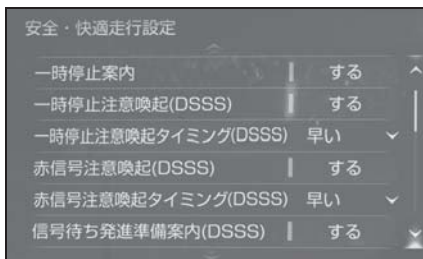 安全・快適走行設定
一時停止案内 する
一時停止注意喚起(DSSS) する
一時停止注意喚起タイミング(DSSS) 早い
赤信号注意喚起(DSSS) する
赤信号注意喚起タイミング(DSSS) 早い
信号待ち発進準備案内(DSSS) する